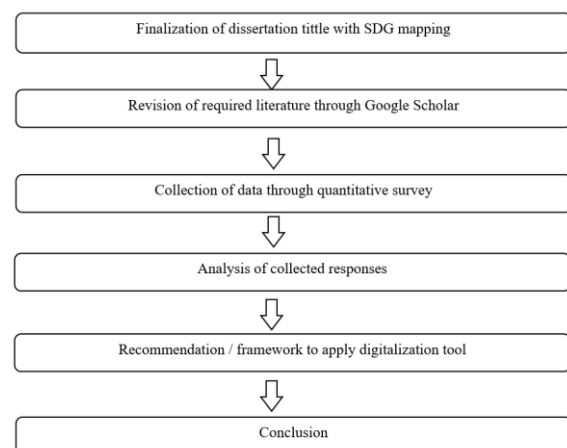 Finalization of dissertation tittle with SDG mapping
Revision of required literature through Google Scholar
Collection of data through quantitative survey
Analysis of collected responses
Recommendation / framework to apply digitalization tool
Conclusion